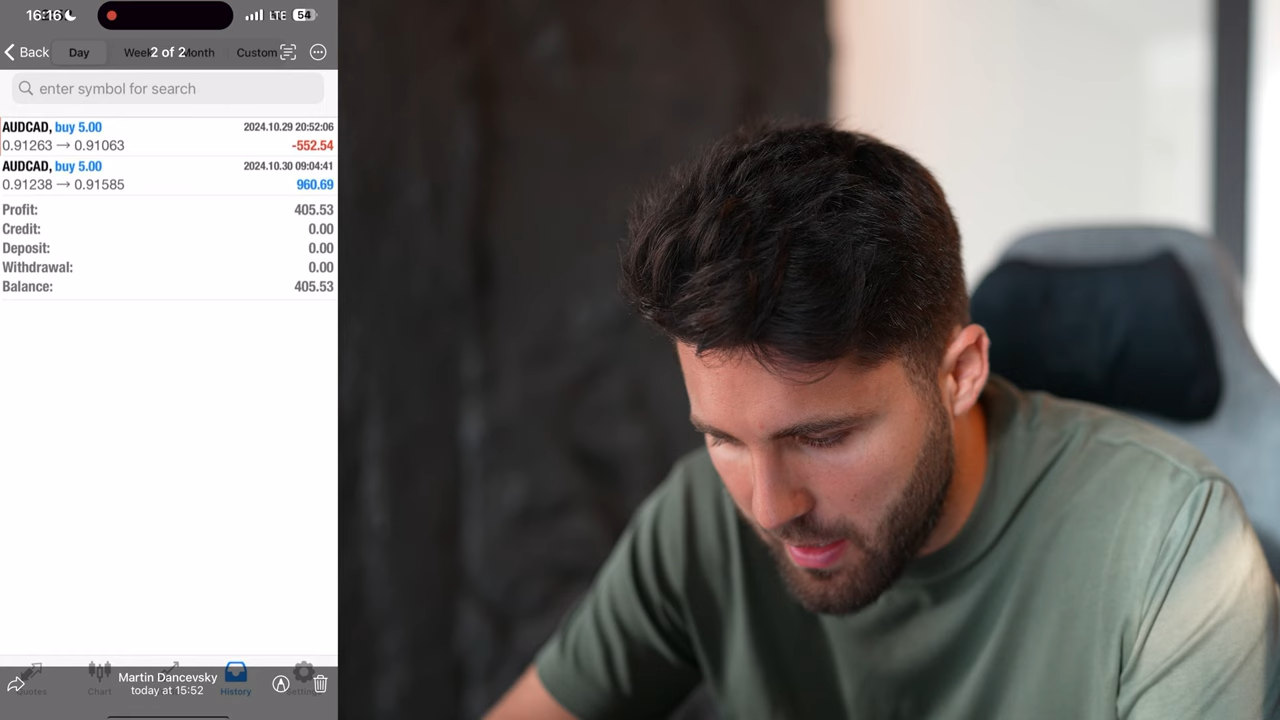 16:16 LTE 54
Back Day Week 2 of 2 Month Custom
enter symbol for search
AUDCAD, buy 5.00 2024.10.29 20:52:06
0.91263 → 0.91063 -552.54
AUDCAD, buy 5.00 2024.10.30 09:04:41
0.91238 → 0.91585 960.69
Profit: 405.53
Credit: 0.00
Deposit: 0.00
Withdrawal: 0.00
Balance: 405.53
Martin Dancevsky
today at 15:52
Quotes Chart History Settings